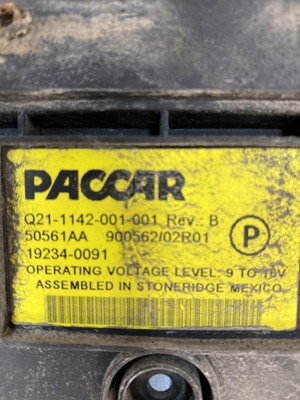 PACCAR
Q21-1142-001-001 Rev.: B
50561AA 900562/02R01
P
19234-0091
OPERATING VOLTAGE LEVEL: 9 TO 16V
ASSEMBLED IN STONERIDGE MEXICO